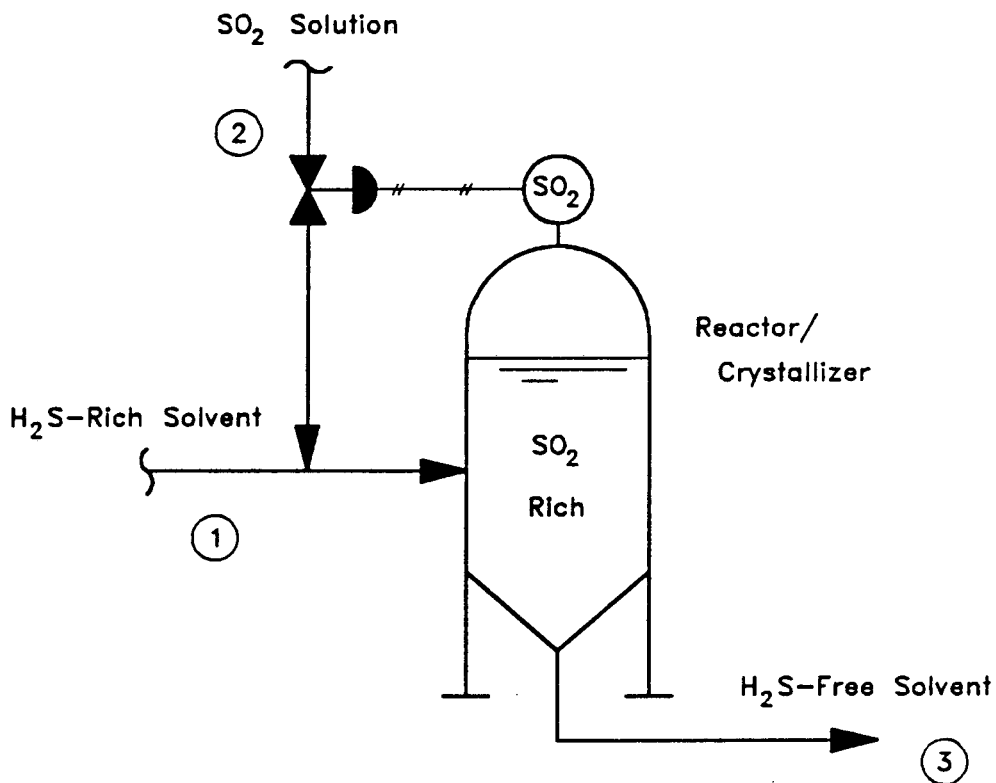 SO₂ Solution
2
SO₂
Reactor/
Crystallizer
H₂S-Rich Solvent
SO₂
Rich
1
H₂S-Free Solvent
3